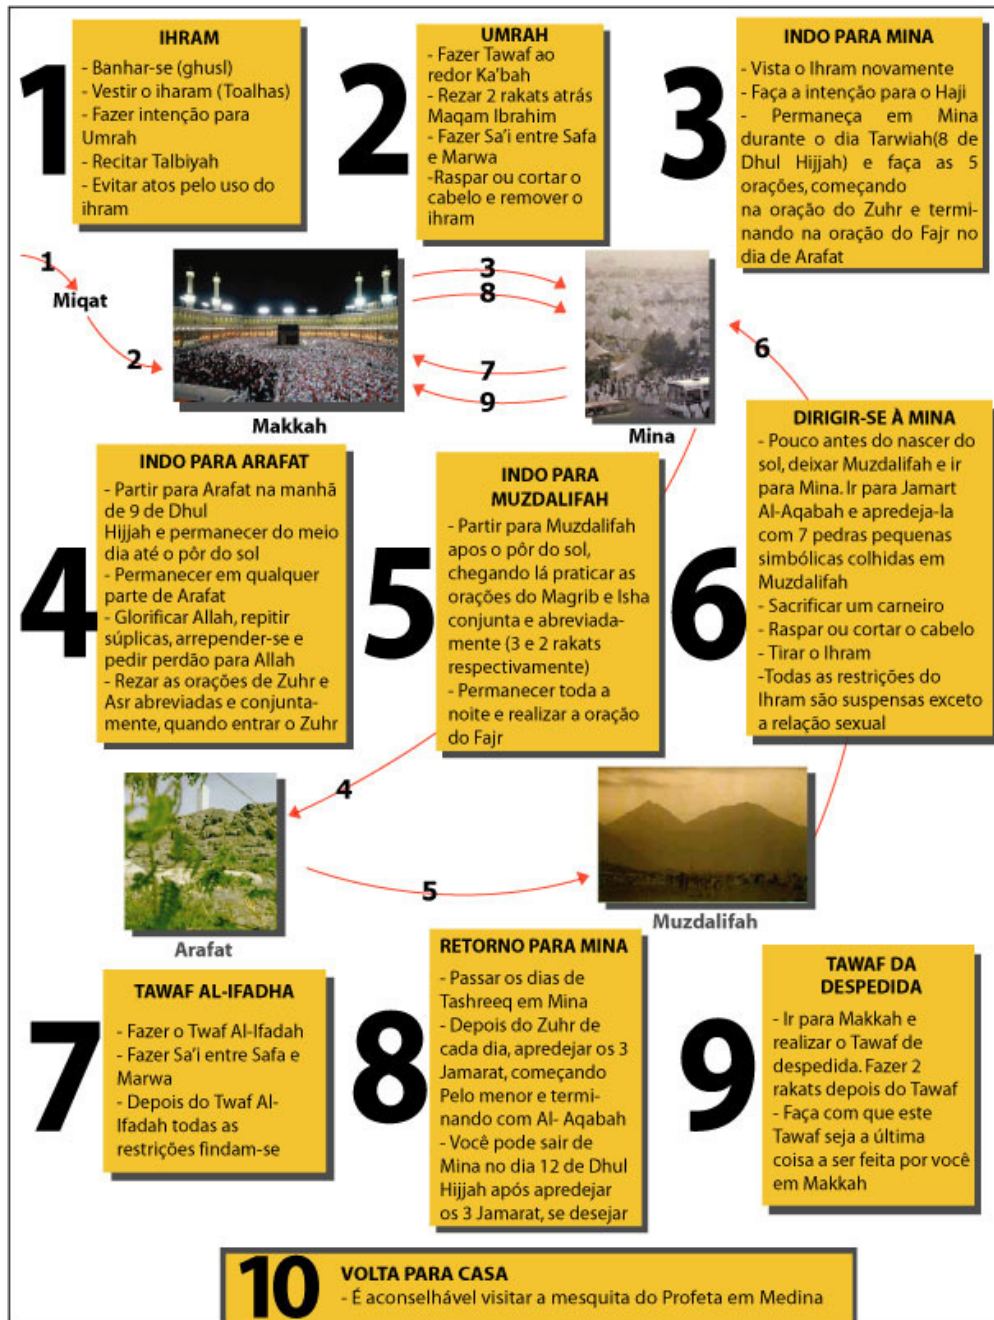 1
IHRAM
- Banhar-se (ghusl)
- Vestir o iharam (Toalhas)
- Fazer intenção para
Umrah
- Recitar Talbiyah
- Evitar atos pelo uso do
ihram
2
UMRAH
- Fazer Tawaf ao
redor Ka'bah
- Rezar 2 rakats atrás
Maqam Ibrahim
- Fazer Sa'i entre Safa
e Marwa
-Raspar ou cortar o
cabelo e remover o
ihram
3
INDO PARA MINA
- Vista o Ihram novamente
- Faça a intenção para o Haji
- Permaneça em Mina
durante o dia Tarwiah(8 de
Dhul Hijjah) e faça as 5
orações, começando
na oração do Zuhr e termi-
nando na oração do Fajr no
dia de Arafat
1
Miqat
2
Makkah
3
8
7
9
Mina
6
4
INDO PARA ARAFAT
- Partir para Arafat na manhã
de 9 de Dhul
Hijjah e permanecer do meio
dia até o pôr do sol
- Permanecer em qualquer
parte de Arafat
- Glorificar Allah, repitir
súplicas, arrepender-se e
pedir perdão para Allah
- Rezar as orações de Zuhr e
Asr abreviadas e conjunta-
mente, quando entrar o Zuhr
5
INDO PARA
MUZDALIFAH
- Partir para Muzdalifah
apos o pôr do sol,
chegando lá praticar as
orações do Magrib e Isha
conjunta e abreviada-
mente (3 e 2 rakats
respectivamente)
- Permanecer toda a
noite e realizar a oração
do Fajr
6
DIRIGIR-SE À MINA
- Pouco antes do nascer do
sol, deixar Muzdalifah e ir
para Mina. Ir para Jamart
Al-Aqabah e apredeja-la
com 7 pedras pequenas
simbólicas colhidas em
Muzdalifah
- Sacrificar um carneiro
- Raspar ou cortar o cabelo
- Tirar o Ihram
-Todas as restrições do
Ihram são suspensas exceto
a relação sexual
4
Arafat
5
Muzdalifah
7
TAWAF AL-IFADHA
- Fazer o Twaf Al-Ifadah
- Fazer Sa'i entre Safa e
Marwa
- Depois do Twaf Al-
Ifadah todas as
restrições findam-se
8
RETORNO PARA MINA
- Passar os dias de
Tashreeq em Mina
- Depois do Zuhr de
cada dia, apredejar os 3
Jamarat, começando
Pelo menor e termi-
nando com Al- Aqabah
- Você pode sair de
Mina no dia 12 de Dhul
Hijjah após apredejar
os 3 Jamarat, se desejar
9
TAWAF DA
DESPEDIDA
- Ir para Makkah e
realizar o Tawaf de
despedida. Fazer 2
rakats depois do Tawaf
- Faça com que este
Tawaf seja a última
coisa a ser feita por você
em Makkah
10
VOLTA PARA CASA
- É aconselhável visitar a mesquita do Profeta em Medina